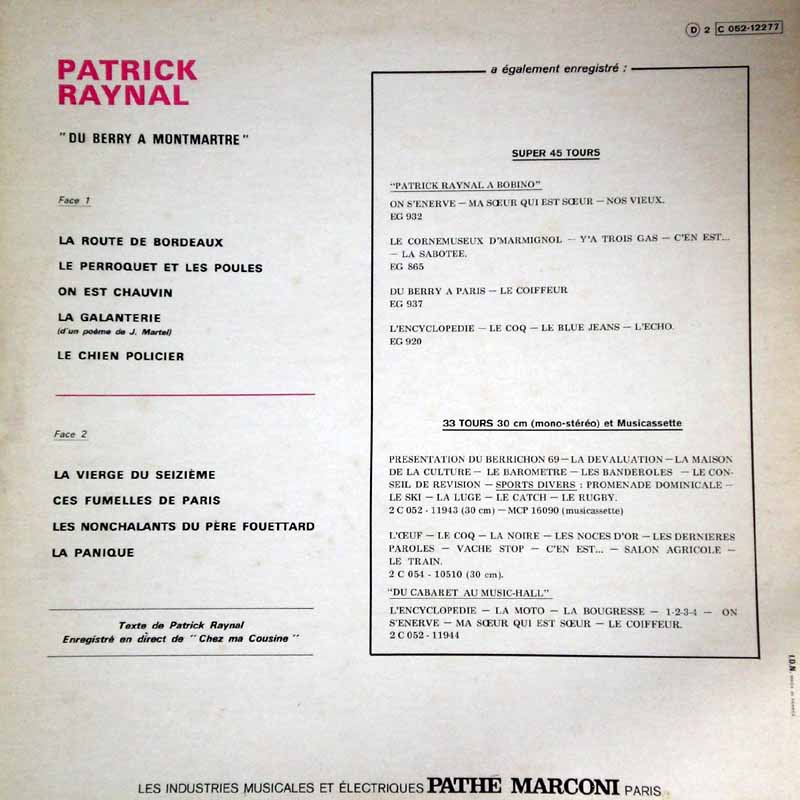 D 2 C 052-12277
PATRICK
RAYNAL
"DU BERRY A MONTMARTRE"
Face 1
LA ROUTE DE BORDEAUX
LE PERROQUET ET LES POULES
ON EST CHAUVIN
LA GALANTERIE
(d'un poème de J. Martel)
LE CHIEN POLICIER
Face 2
LA VIERGE DU SEIZIÈME
CES FUMELLES DE PARIS
LES NONCHALANTS DU PÈRE FOUETTARD
LA PANIQUE
Texte de Patrick Raynal
Enregistré en direct de "Chez ma Cousine"
a également enregistré :
SUPER 45 TOURS
"PATRICK RAYNAL A BOBINO"
ON S'ENERVE — MA SŒUR QUI EST SŒUR — NOS VIEUX.
EG 932
LE CORNEMUSEUX D'MARMIGNOL — Y'A TROIS GAS — C'EN EST...
— LA SABOTEE.
EG 865
DU BERRY A PARIS — LE COIFFEUR
EG 937
L'ENCYCLOPEDIE — LE COQ — LE BLUE JEANS — L'ECHO.
EG 920
33 TOURS 30 cm (mono-stéréo) et Musicassette
PRESENTATION DU BERRICHON 69 — LA DEVALUATION — LA MAISON
DE LA CULTURE — LE BAROMETRE — LES BANDEROLES — LE CON-
SEIL DE REVISION — SPORTS DIVERS : PROMENADE DOMINICALE —
LE SKI — LA LUGE — LE CATCH — LE RUGBY.
2 C 052 - 11943 (30 cm) — MCP 16090 (musicassette)
L'ŒUF — LE COQ — LA NOIRE — LES NOCES D'OR — LES DERNIERES
PAROLES — VACHE STOP — C'EN EST... — SALON AGRICOLE —
LE TRAIN.
2 C 054 - 10510 (30 cm).
"DU CABARET AU MUSIC-HALL"
L'ENCYCLOPEDIE — LA MOTO — LA BOUGRESSE — 1-2-3-4 — ON
S'ENERVE — MA SŒUR QUI EST SŒUR — LE COIFFEUR.
2 C 052 - 11944
I.D.N.
LES INDUSTRIES MUSICALES ET ÉLECTRIQUES PATHÉ MARCONI PARIS